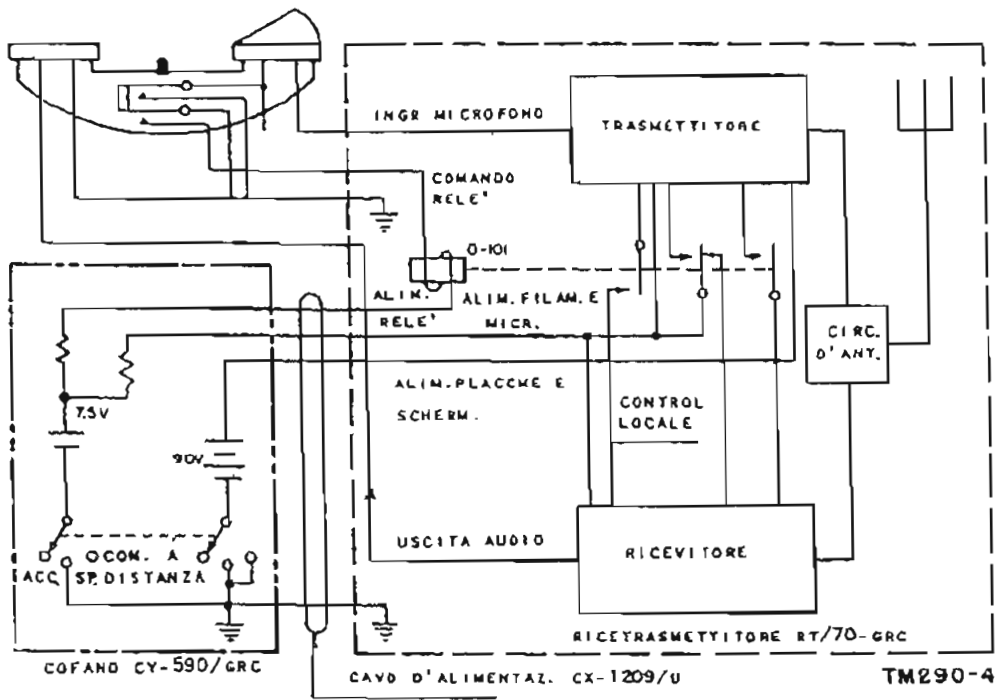 INGR MICROFONO
TRASMETTITORE
COMANDO
RELE'
O-101
ALIM.
RELE'
ALIM. FILAM. E
MICR.
CIRC.
D'ANT.
ALIM. PLACCHE E
SCHERM.
CONTROL
LOCALE
7.5V
90V
USCITA AUDIO
RICEVITORE
O COM. A
ACC. SP. DISTANZA
RICETRASMETTITORE RT/70-GRC
COFANO CY-590/GRC
CAVO D'ALIMENTAZ. CX-1209/U
TM290-4